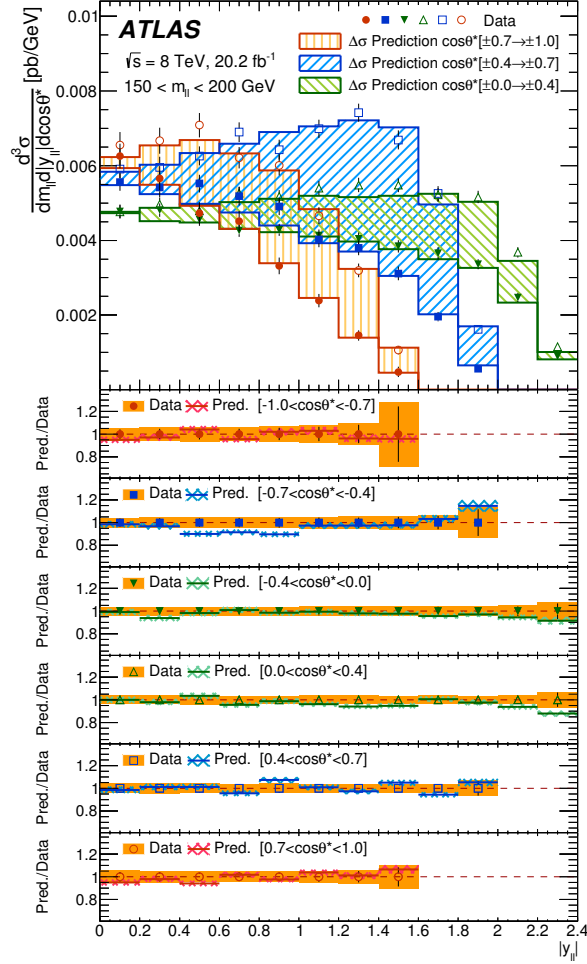 ATLAS
Data
√s = 8 TeV, 20.2 fb⁻¹
Δσ Prediction cosθ*[±0.7→±1.0]
Δσ Prediction cosθ*[±0.4→±0.7]
150 < m_ll < 200 GeV
Δσ Prediction cosθ*[±0.0→±0.4]
d³σ / dm_ll d|y_ll| dcosθ* [pb/GeV]
0.01
0.008
0.006
0.004
0.002
Pred./Data
1.2
1
0.8
Data Pred. [-1.0<cosθ*<-0.7]
Pred./Data
1.2
1
0.8
Data Pred. [-0.7<cosθ*<-0.4]
Pred./Data
1.2
1
0.8
Data Pred. [-0.4<cosθ*<0.0]
Pred./Data
1.2
1
0.8
Data Pred. [0.0<cosθ*<0.4]
Pred./Data
1.2
1
0.8
Data Pred. [0.4<cosθ*<0.7]
Pred./Data
1.2
1
0.8
Data Pred. [0.7<cosθ*<1.0]
0 0.2 0.4 0.6 0.8 1 1.2 1.4 1.6 1.8 2 2.2 2.4
|y_ll|